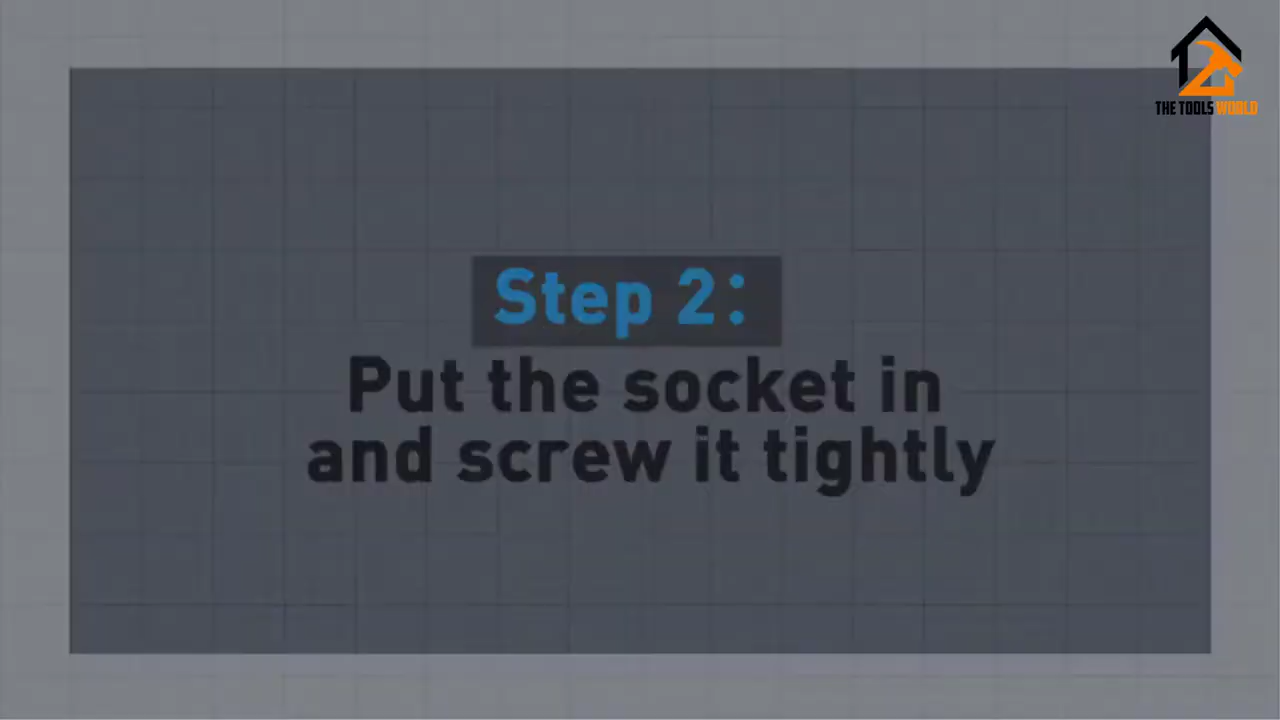 THE TOOLS WORLD
Step 2:
Put the socket in
and screw it tightly